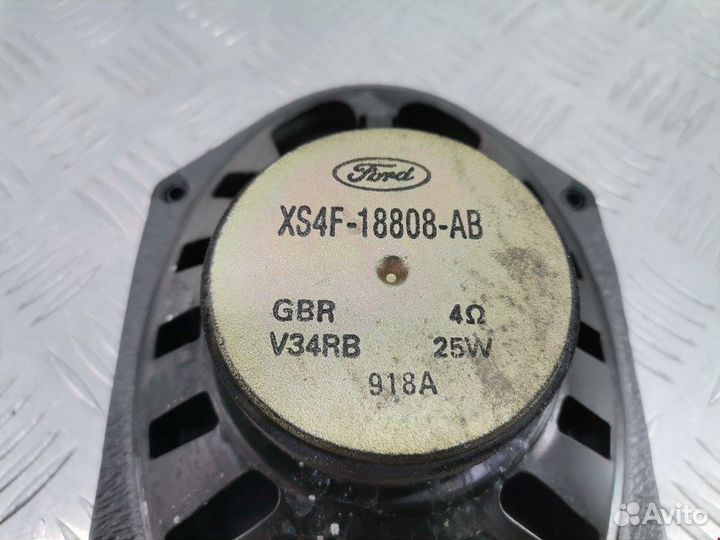 Ford
XS4F-18808-AB
GBR 4Ω
V34RB 25W
918A
Avito